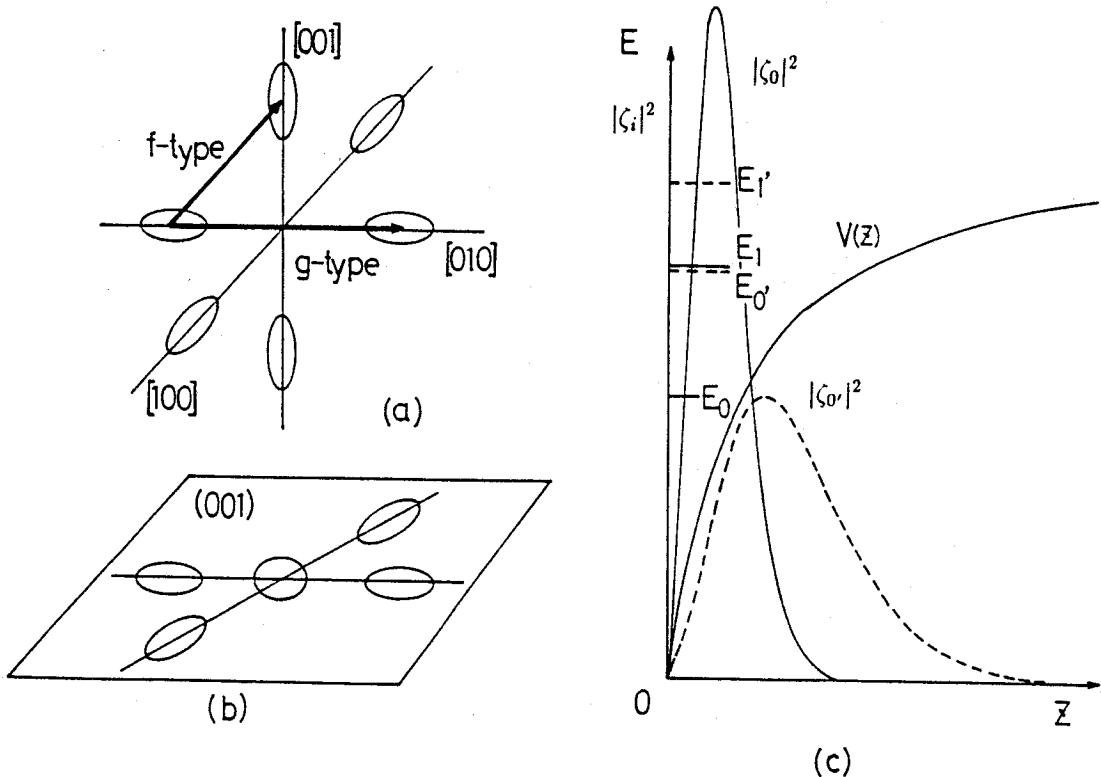 [001]
f-type
g-type
[010]
[100]
(a)
(001)
(b)
E
|ζ₀|²
|ζᵢ|²
E₁'
E₁
E₀'
V(z)
E₀
|ζ₀'|²
0
z
(c)